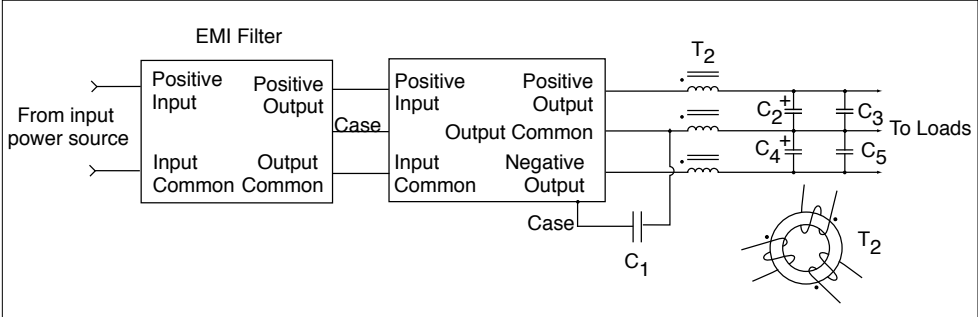 EMI Filter
T2
Positive Input
Positive Output
Positive Input
Positive Output
From input power source
Case
Output Common
C2 +
C3
To Loads
C4 +
C5
Input Common
Output Common
Input Common
Negative Output
Case
C1
T2